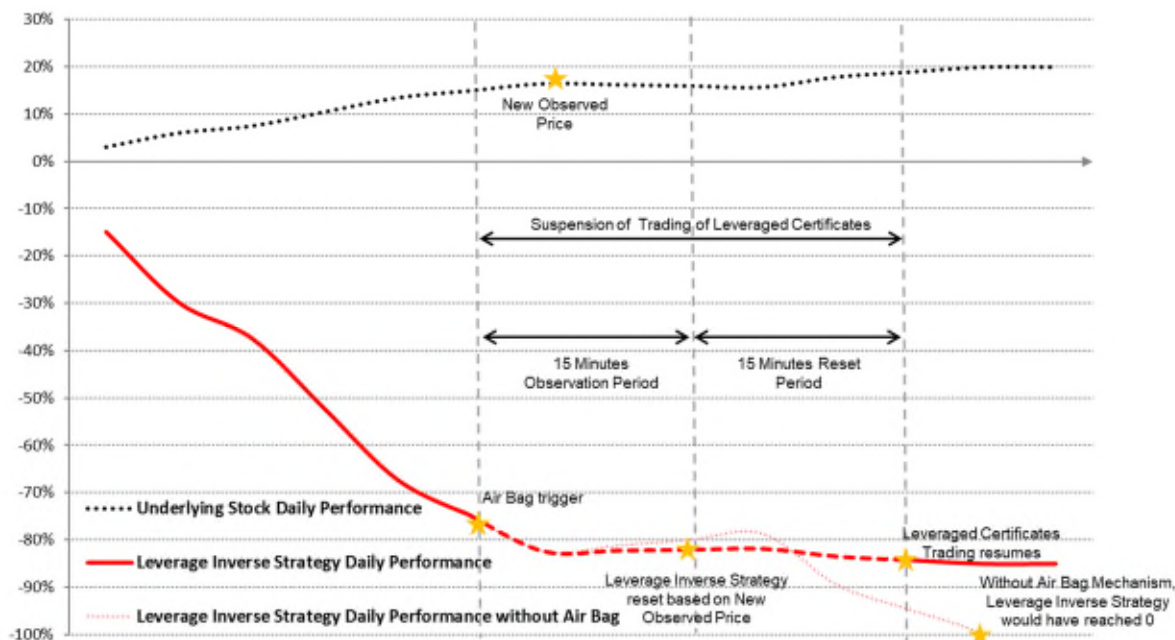 30%
20%
New Observed
Price
10%
0%
-10%
Suspension of Trading of Leveraged Certificates
-20%
-30%
15 Minutes
Observation Period
15 Minutes Reset
Period
-40%
-50%
-60%
-70%
Air Bag trigger
Underlying Stock Daily Performance
-80%
Leveraged Certificates
Trading resumes
Leverage Inverse Strategy Daily Performance
-90%
Leverage Inverse Strategy
reset based on New
Observed Price
Without Air Bag Mechanism,
Leverage Inverse Strategy
would have reached 0
Leverage Inverse Strategy Daily Performance without Air Bag
-100%